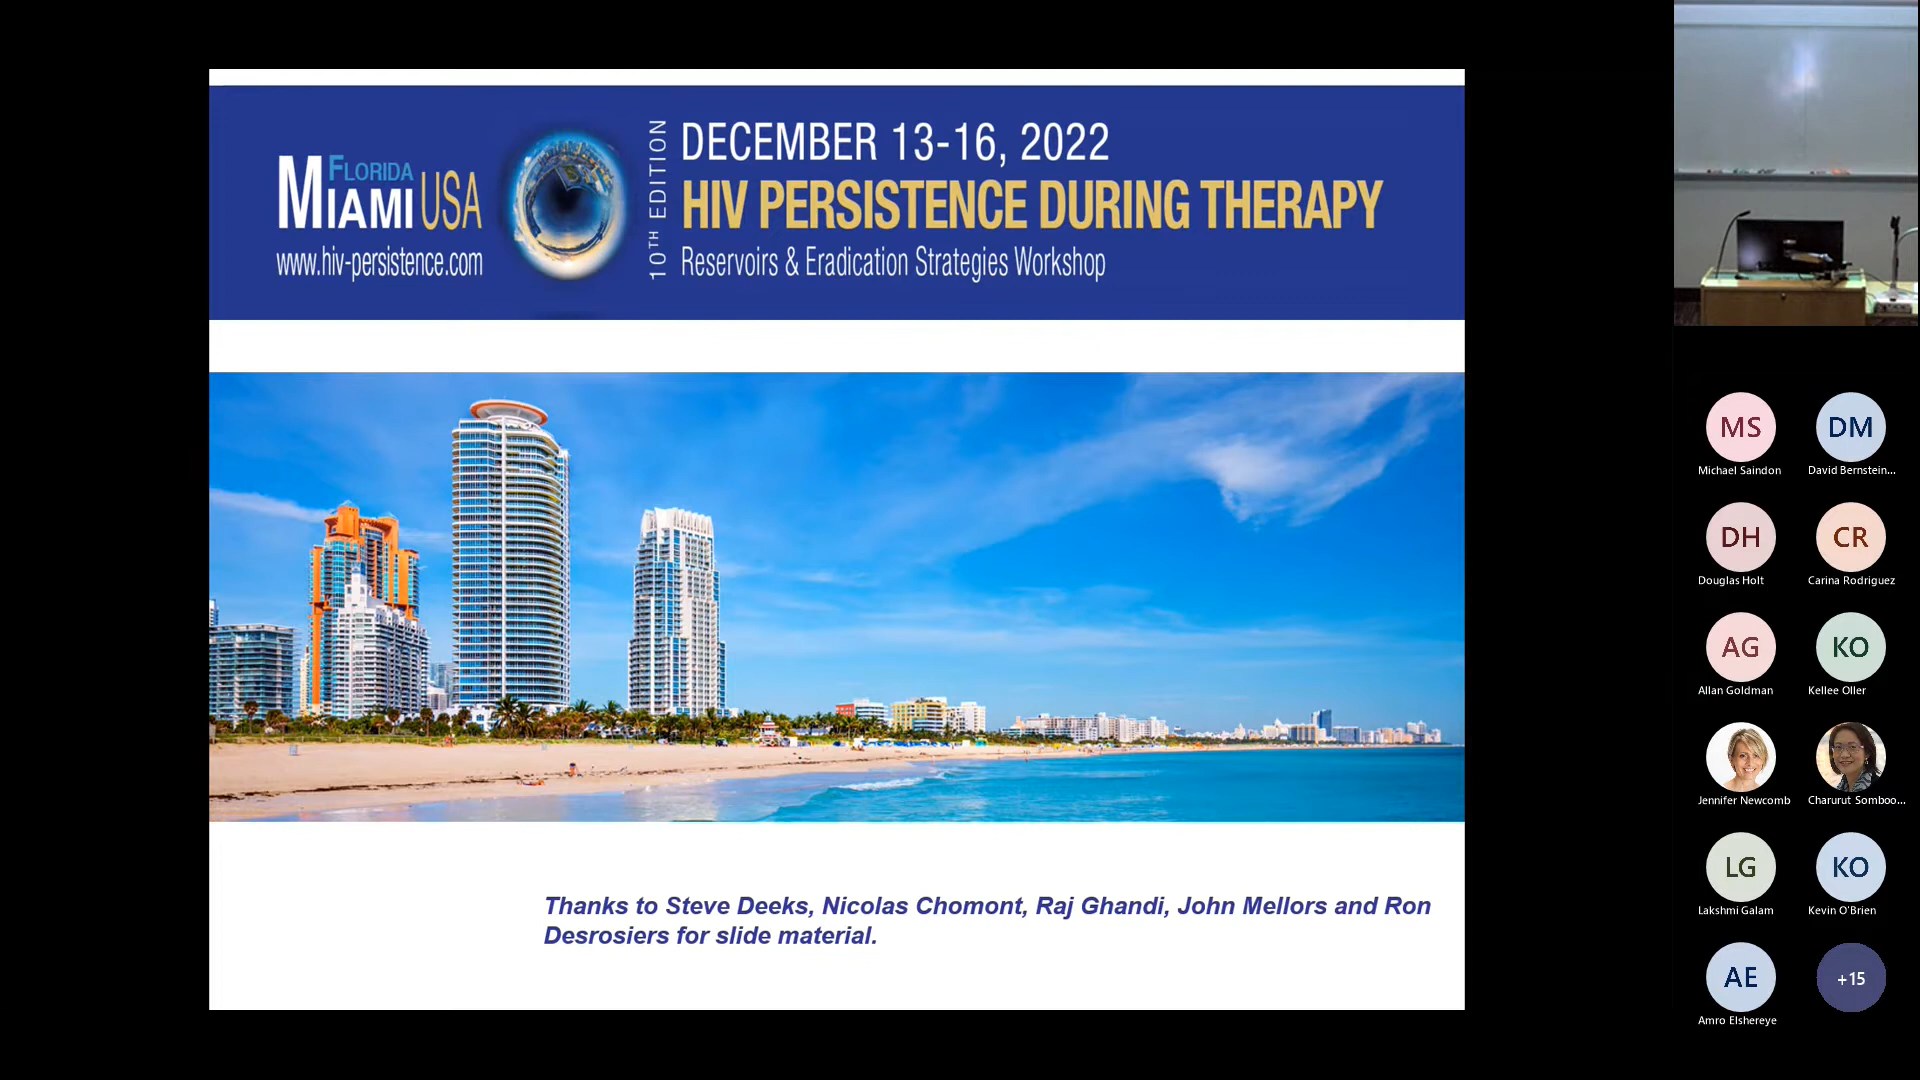 FLORIDA
MIAMI USA
www.hiv-persistence.com
10TH EDITION
DECEMBER 13-16, 2022
HIV PERSISTENCE DURING THERAPY
Reservoirs & Eradication Strategies Workshop
Thanks to Steve Deeks, Nicolas Chomont, Raj Ghandi, John Mellors and Ron
Desrosiers for slide material.
MS
DM
Michael Saindon
David Bernstein...
DH
CR
Douglas Holt
Carina Rodriguez
AG
KO
Allan Goldman
Kellee Oller
Jennifer Newcomb
Charurut Somboo...
LG
KO
Lakshmi Galam
Kevin O'Brien
AE
+15
Amro Elshereye